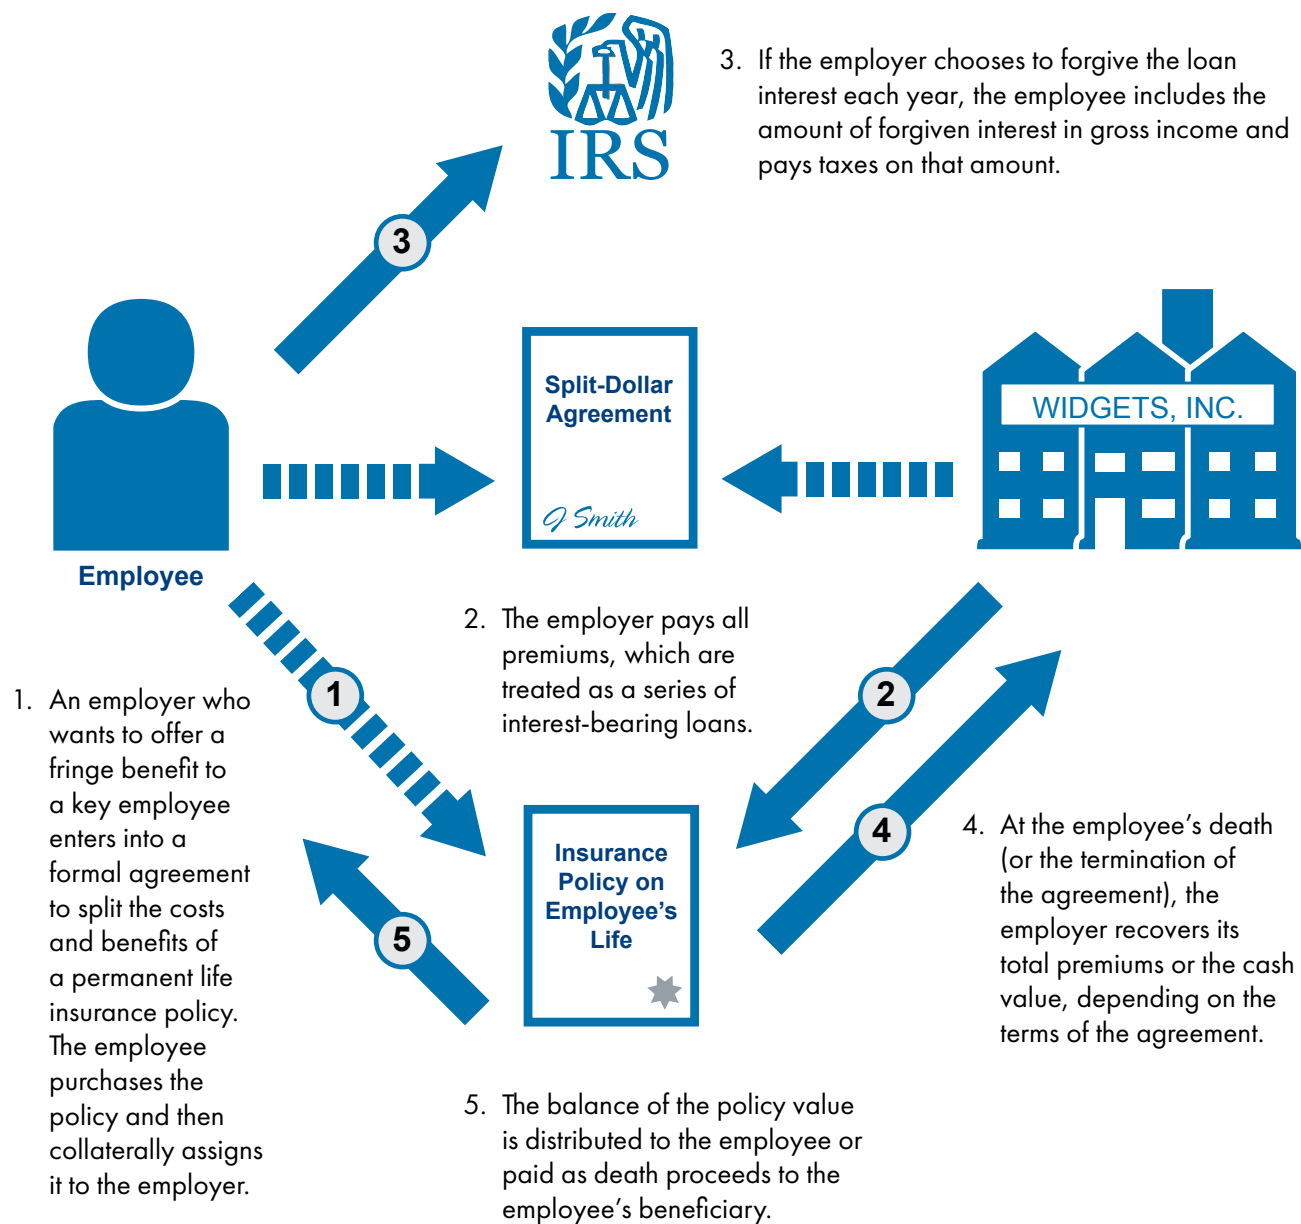 IRS
3. If the employer chooses to forgive the loan
interest each year, the employee includes the
amount of forgiven interest in gross income and
pays taxes on that amount.
3
Split-Dollar
Agreement
J Smith
WIDGETS, INC.
Employee
2. The employer pays all
premiums, which are
treated as a series of
interest-bearing loans.
1
2
1. An employer who
wants to offer a
fringe benefit to
a key employee
enters into a
formal agreement
to split the costs
and benefits of
a permanent life
insurance policy.
The employee
purchases the
policy and then
collaterally assigns
it to the employer.
4
5
Insurance
Policy on
Employee’s
Life
4. At the employee’s death
(or the termination of
the agreement), the
employer recovers its
total premiums or the cash
value, depending on the
terms of the agreement.
5. The balance of the policy value
is distributed to the employee or
paid as death proceeds to the
employee’s beneficiary.